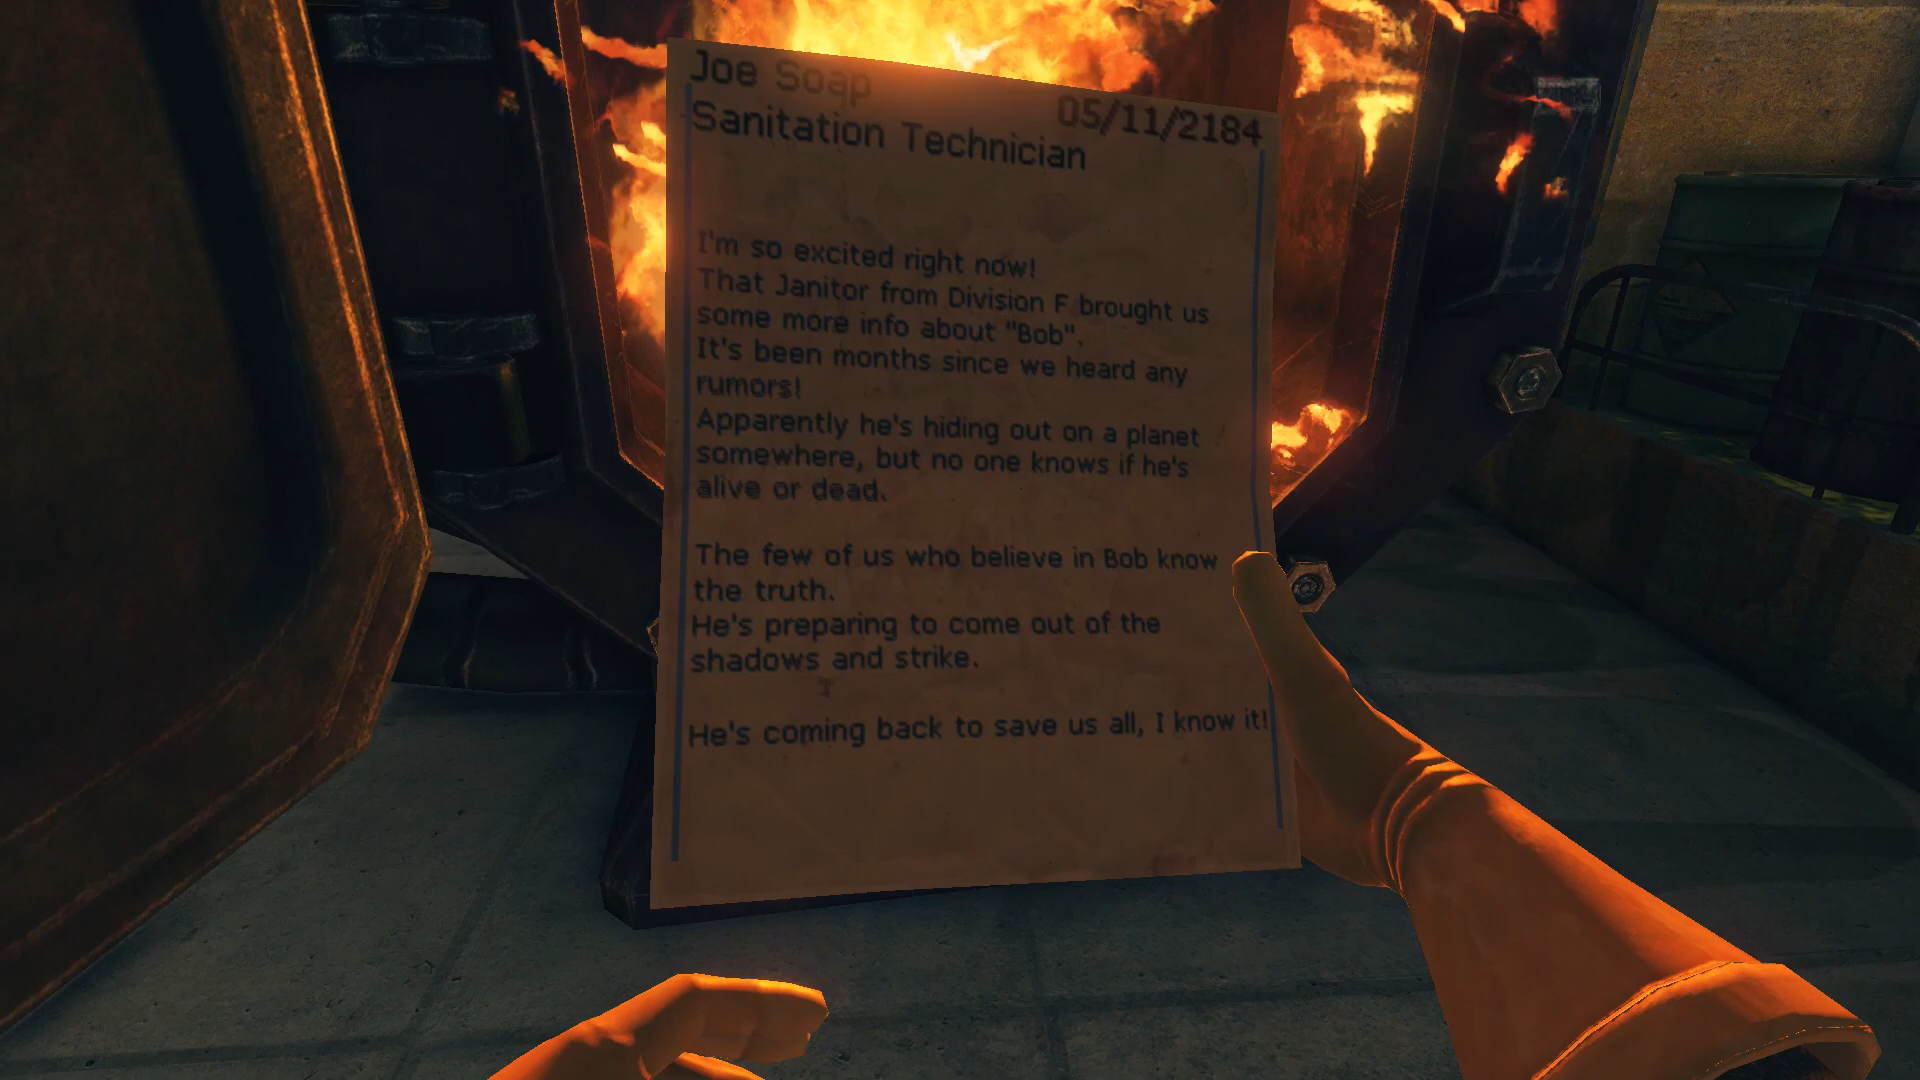 Joe Soap
05/11/2184
Sanitation Technician
I'm so excited right now!
That Janitor from Division F brought us
some more info about "Bob".
It's been months since we heard any
rumors!
Apparently he's hiding out on a planet
somewhere, but no one knows if he's
alive or dead.
The few of us who believe in Bob know
the truth.
He's preparing to come out of the
shadows and strike.
He's coming back to save us all, I know it!